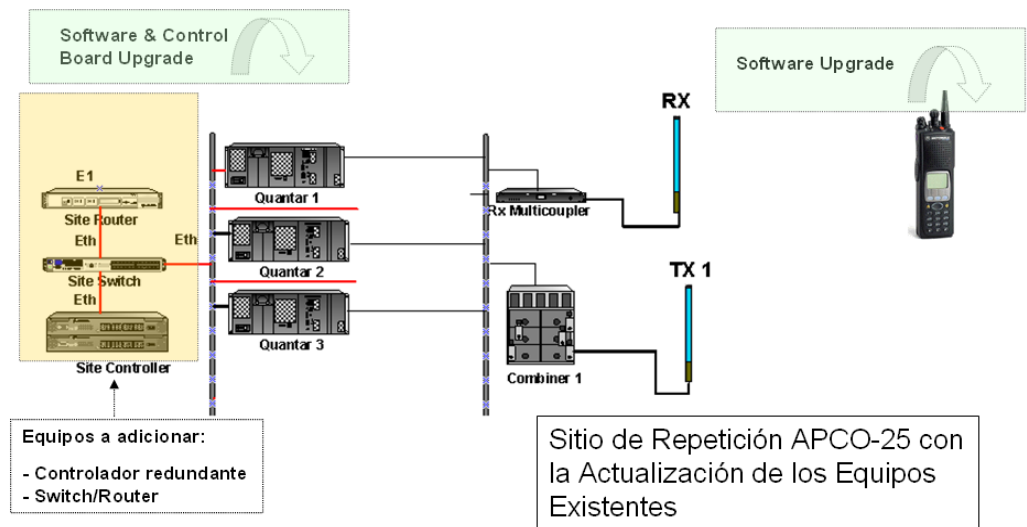 Software & Control
Board Upgrade
Software Upgrade
RX
E1
Quantar 1
Rx Multicoupler
Site Router
Eth
Eth
Quantar 2
Site Switch
TX 1
Eth
Quantar 3
Site Controller
Combiner 1
Equipos a adicionar:
- Controlador redundante
- Switch/Router
Sitio de Repetición APCO-25 con
la Actualización de los Equipos
Existentes